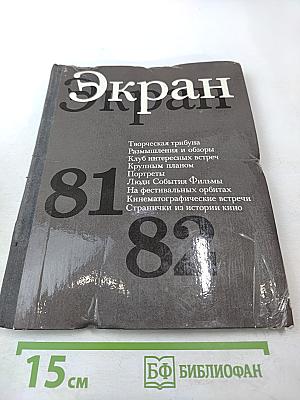 Экран
Экран
Творческая трибуна
Размышления и обзоры
Клуб интересных встреч
Крупным планом
Портреты
Люди События Фильмы
На фестивальных орбитах
Кинематографические встречи
Странички из истории кино
81
82
15 см
БФ БИБЛИОФАН